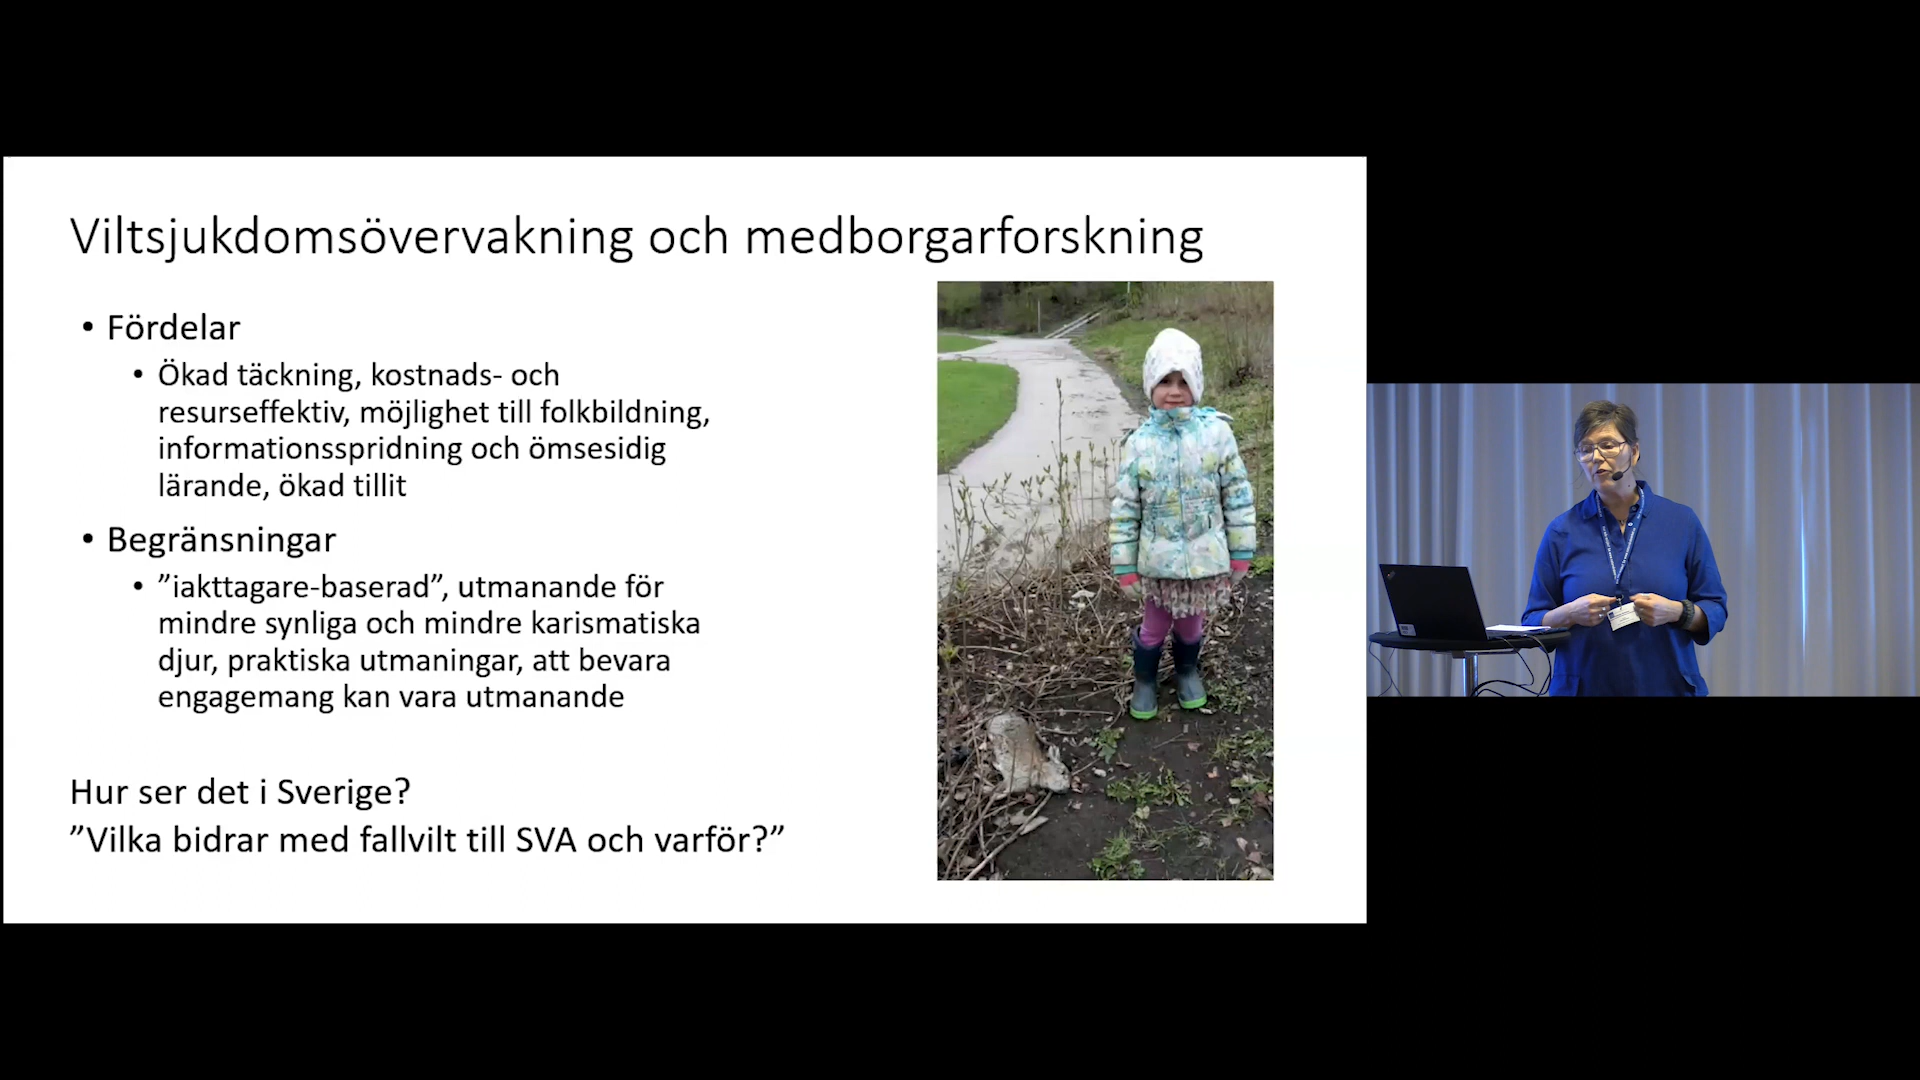 Viltsjukdomsövervakning och medborgarforskning
• Fördelar
• Ökad täckning, kostnads- och
resurseffektiv, möjlighet till folkbildning,
informationsspridning och ömsesidig
lärande, ökad tillit
• Begränsningar
• ”iakttagare-baserad”, utmanande för
mindre synliga och mindre karismatiska
djur, praktiska utmaningar, att bevara
engagemang kan vara utmanande
Hur ser det i Sverige?
”Vilka bidrar med fallvilt till SVA och varför?”